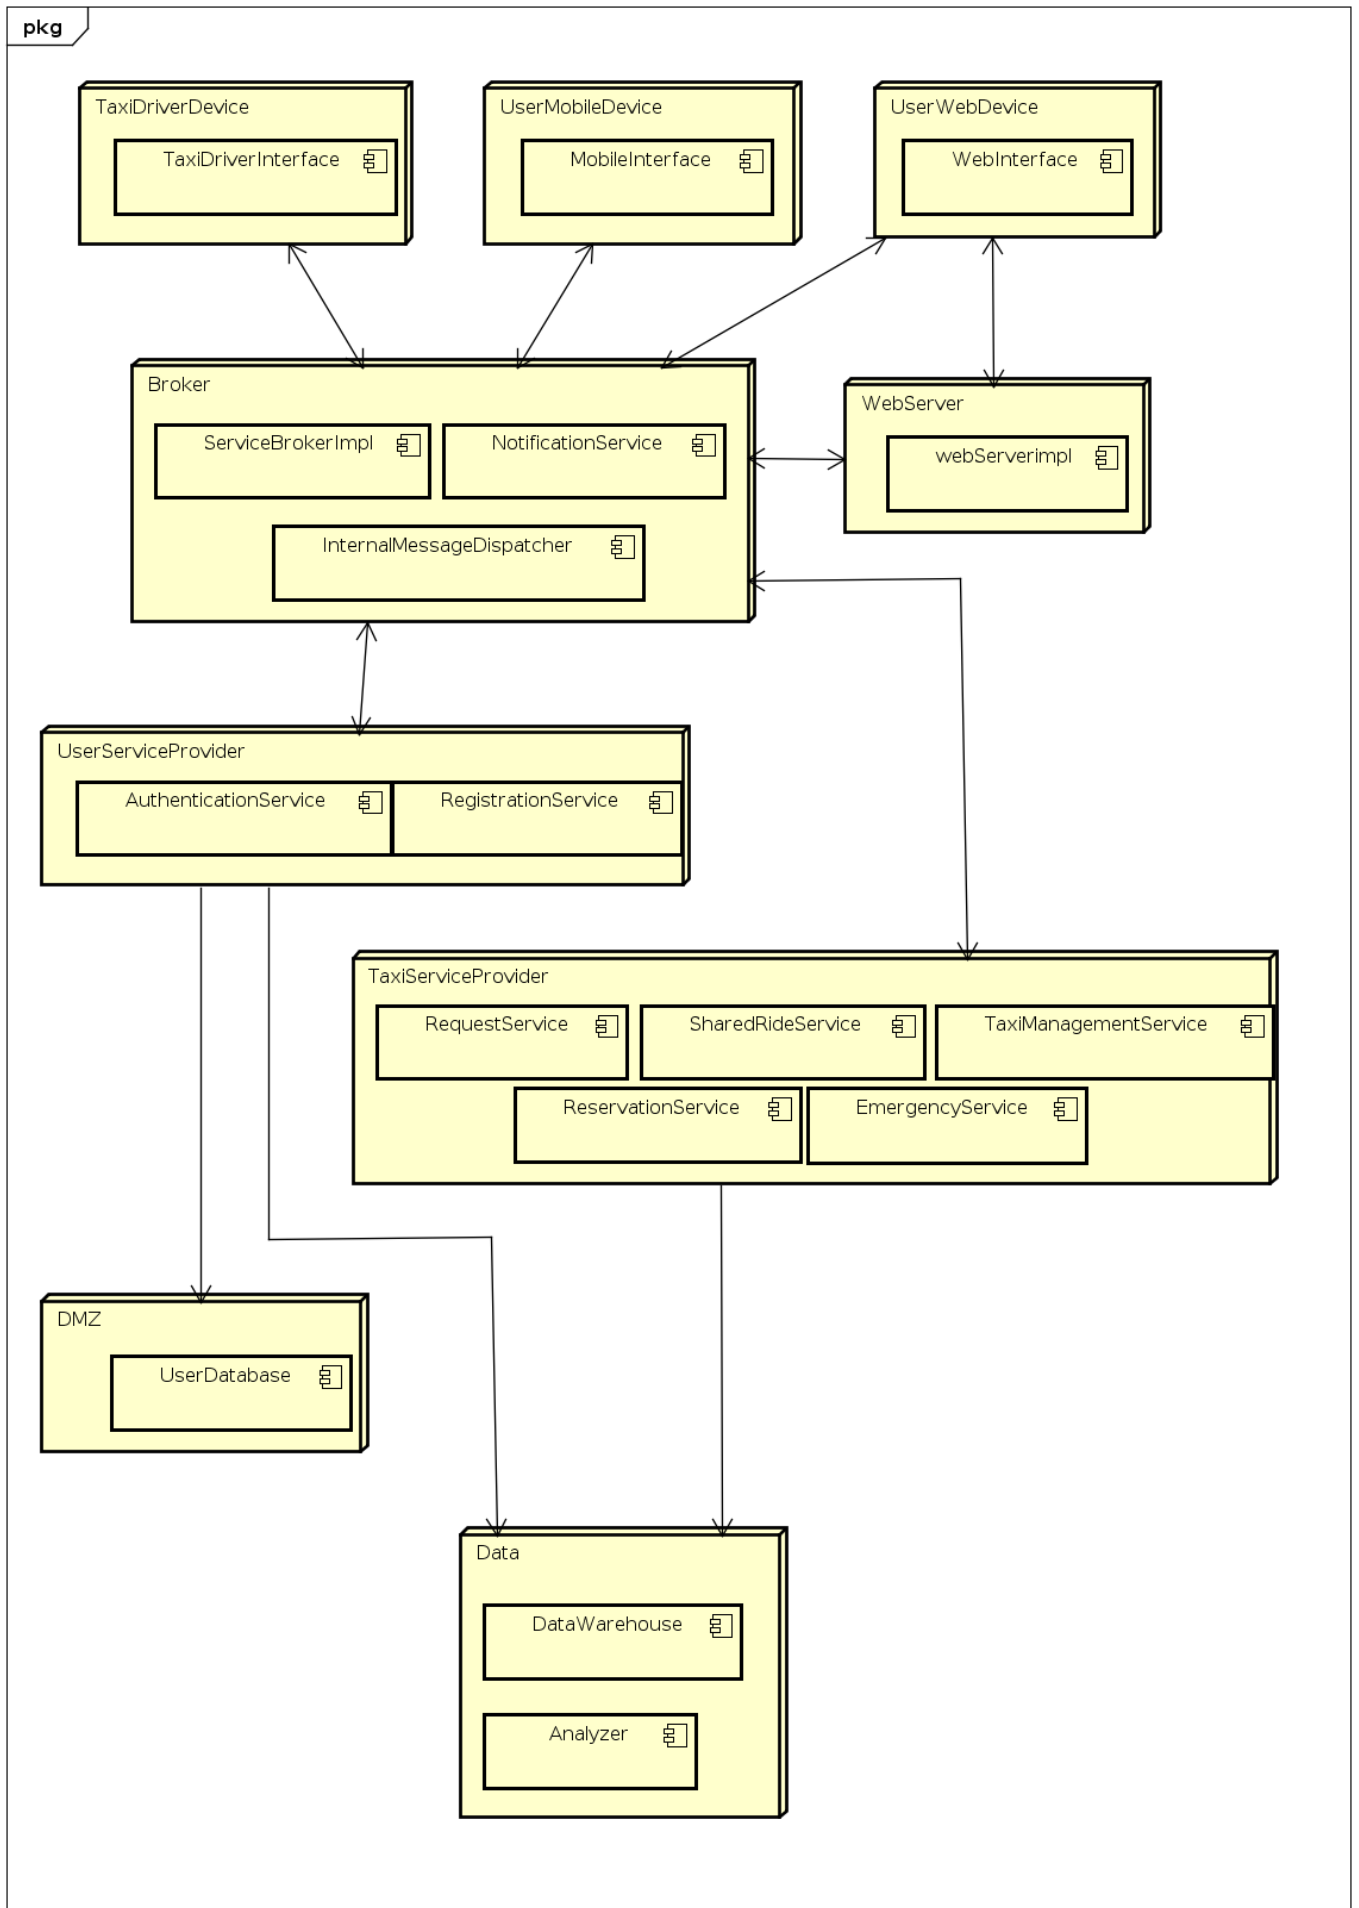 pkg
TaxiDriverDevice
TaxiDriverInterface
UserMobileDevice
MobileInterface
UserWebDevice
WebInterface
Broker
ServiceBrokerImpl
NotificationService
InternalMessageDispatcher
WebServer
webServerimpl
UserServiceProvider
AuthenticationService
RegistrationService
TaxiServiceProvider
RequestService
SharedRideService
TaxiManagementService
ReservationService
EmergencyService
DMZ
UserDatabase
Data
DataWarehouse
Analyzer